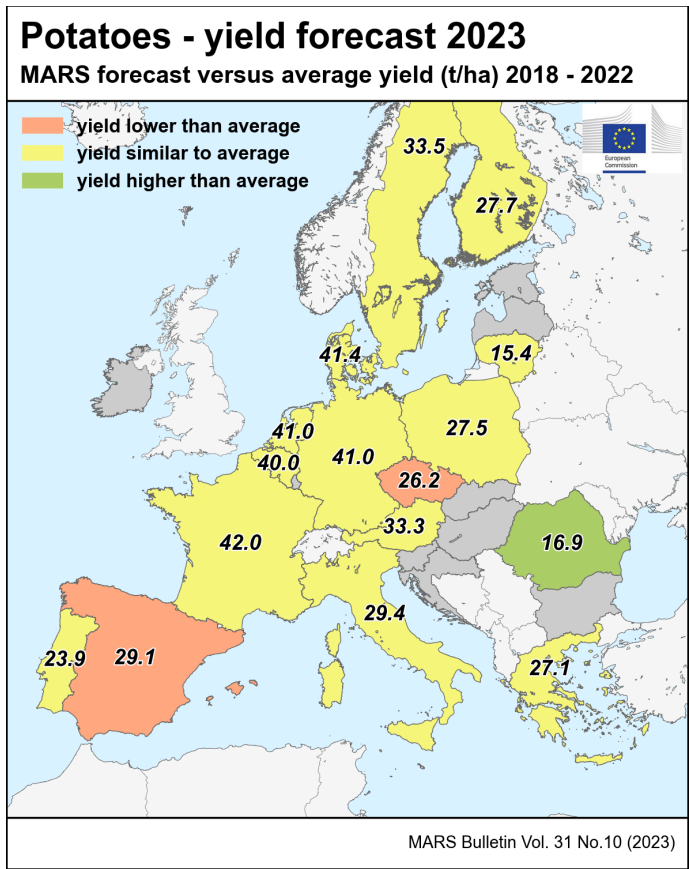 Potatoes - yield forecast 2023
MARS forecast versus average yield (t/ha) 2018 - 2022
yield lower than average
yield similar to average
yield higher than average
European
Commission
33.5
27.7
41.4
15.4
41.0
27.5
40.0
41.0
26.2
33.3
42.0
16.9
29.4
23.9
29.1
27.1
MARS Bulletin Vol. 31 No.10 (2023)